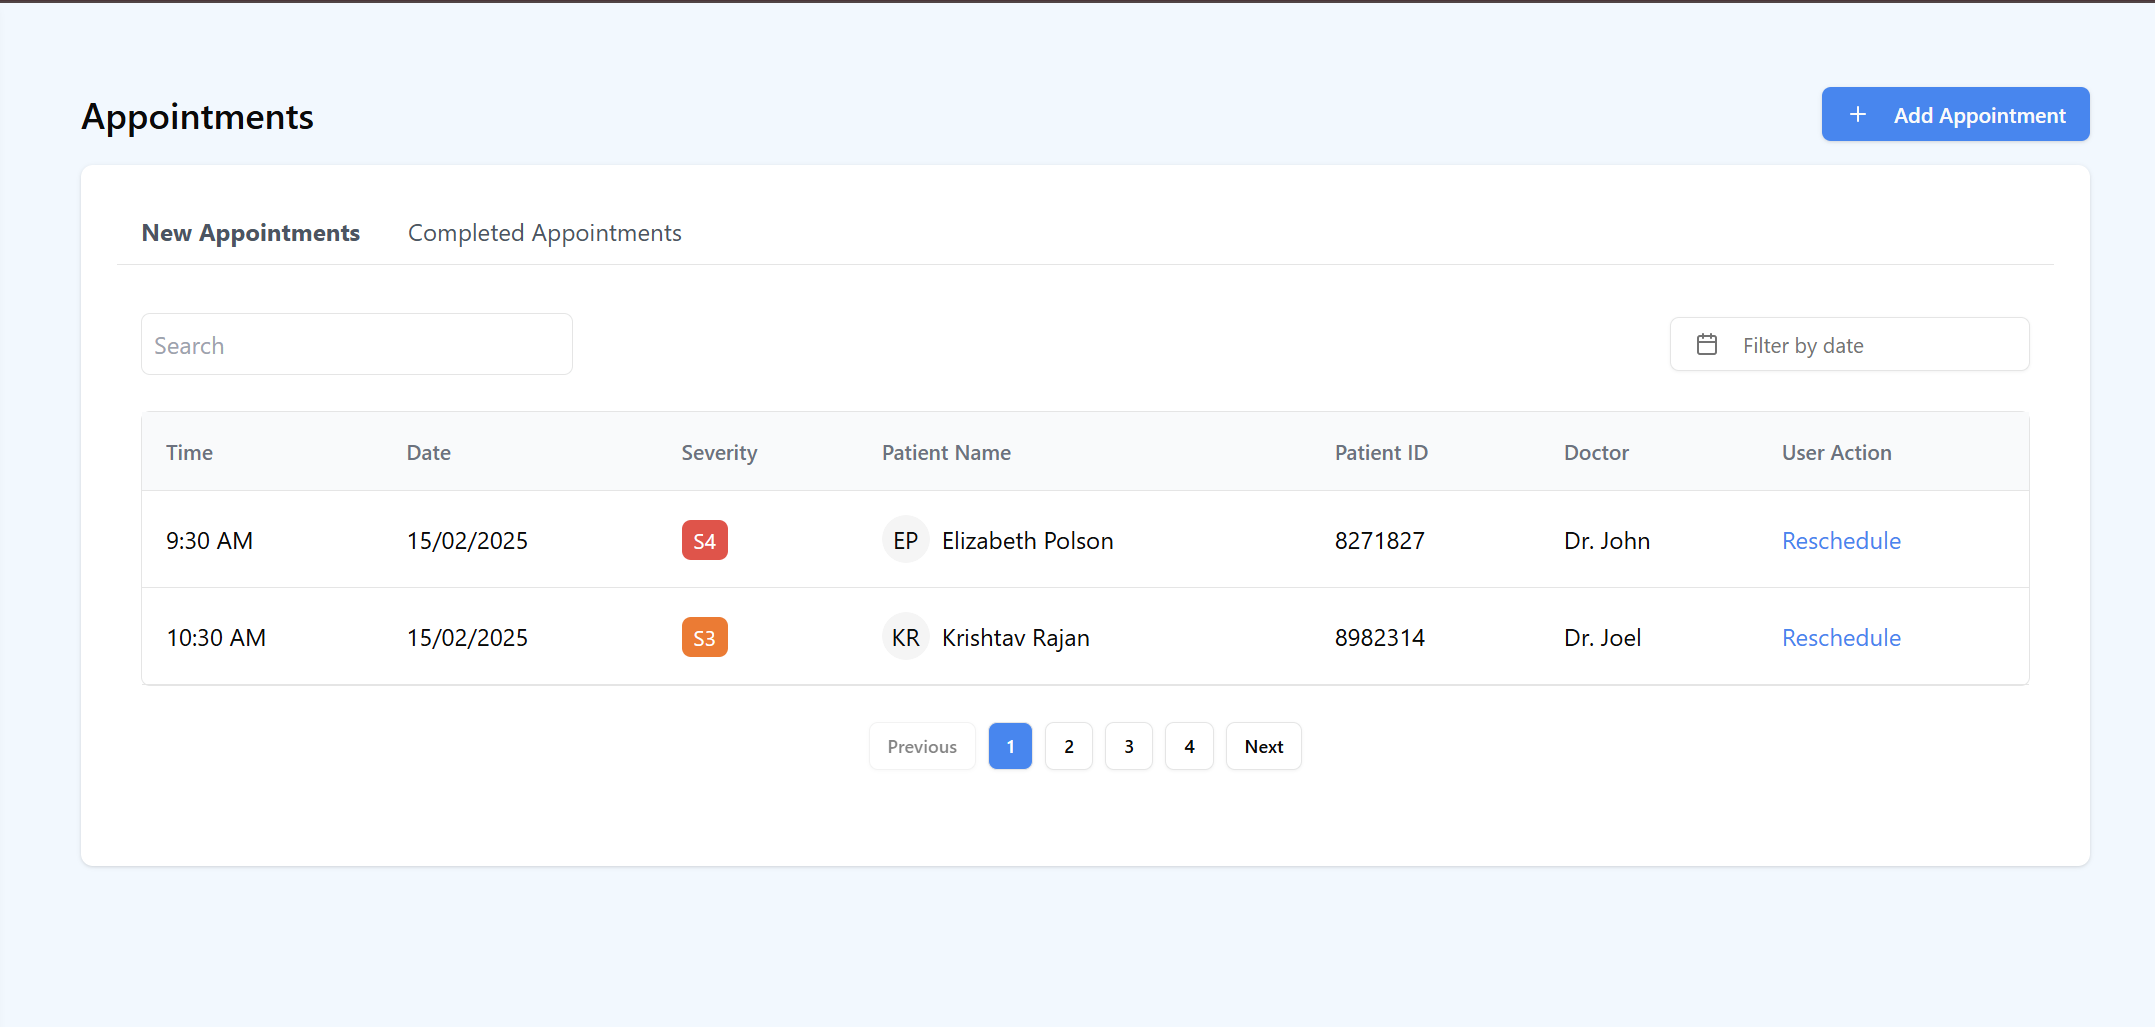 Appointments
+ Add Appointment
New Appointments Completed Appointments
Search
Filter by date
Time Date Severity Patient Name Patient ID Doctor User Action
9:30 AM 15/02/2025 S4 EP Elizabeth Polson 8271827 Dr. John Reschedule
10:30 AM 15/02/2025 S3 KR Krishtav Rajan 8982314 Dr. Joel Reschedule
Previous 1 2 3 4 Next